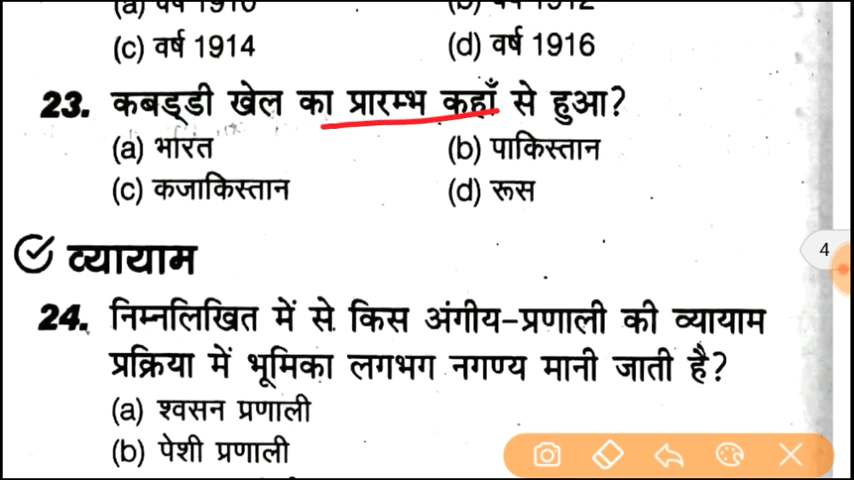 (c) वर्ष 1914 (d) वर्ष 1916
23. कबड्डी खेल का प्रारम्भ कहाँ से हुआ?
(a) भारत (b) पाकिस्तान
(c) कजाकिस्तान (d) रूस
व्यायाम
4
24. निम्नलिखित में से किस अंगीय-प्रणाली की व्यायाम
प्रक्रिया में भूमिका लगभग नगण्य मानी जाती है?
(a) श्वसन प्रणाली
(b) पेशी प्रणाली